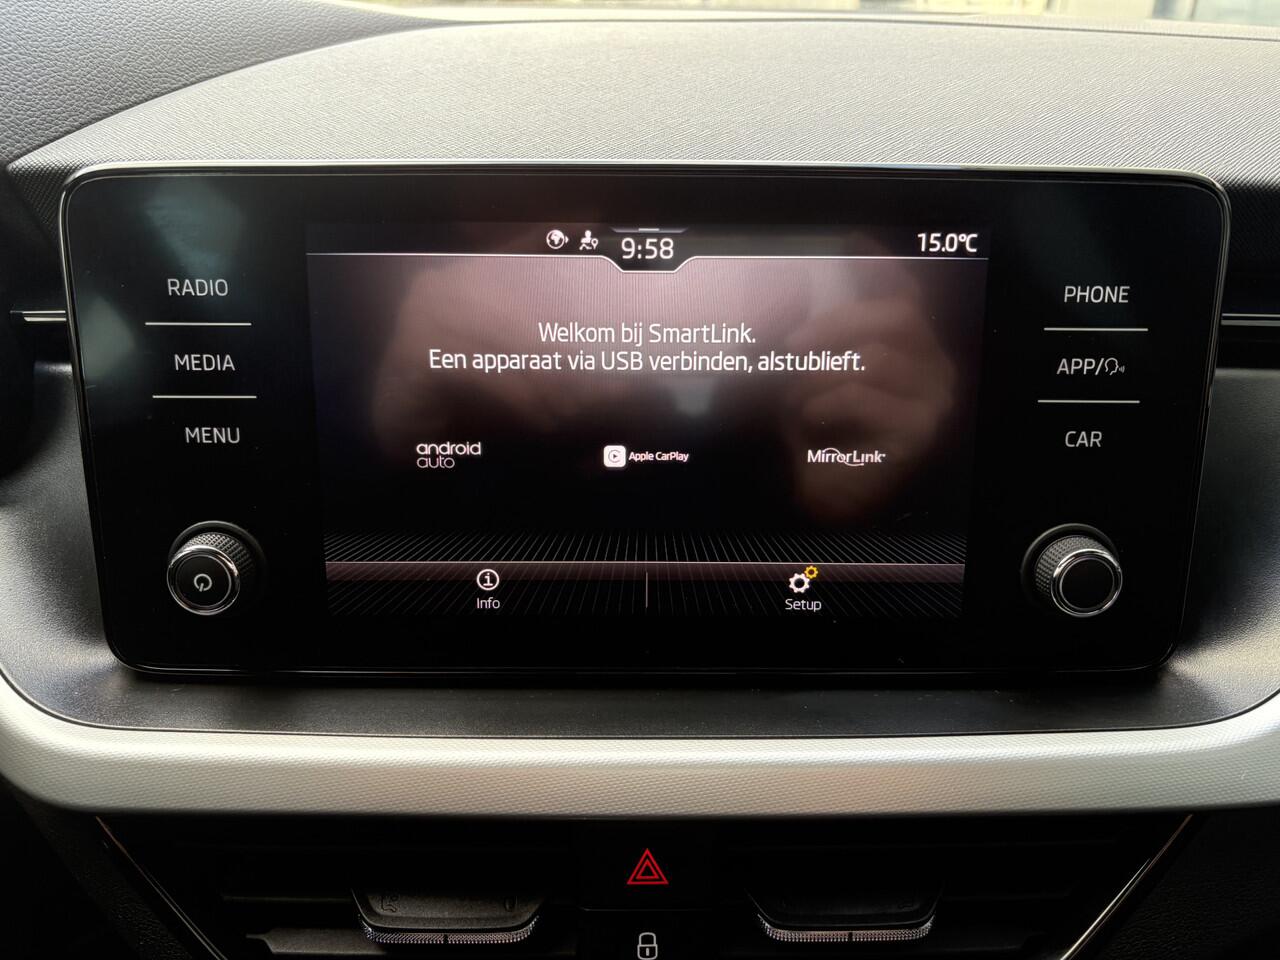 9:58
15.0°C
RADIO
MEDIA
MENU
Welkom bij SmartLink.
Een apparaat via USB verbinden, alstublieft.
android
auto
Apple CarPlay
MirrorLink
Info
Setup
PHONE
APP/
CAR